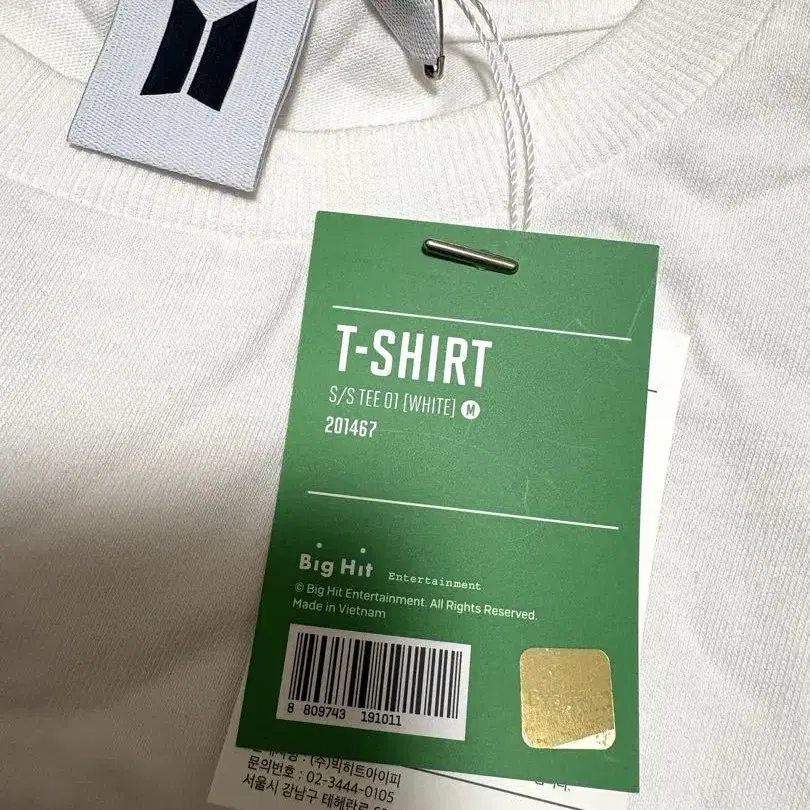 T-SHIRT
S/S TEE 01 [WHITE] M
201467
Big Hit Entertainment
© Big Hit Entertainment. All Rights Reserved.
Made in Vietnam
8 809743 191011
(주)빅히트아이피
문의번호 : 02-3444-0105
서울시 강남구 테헤란로